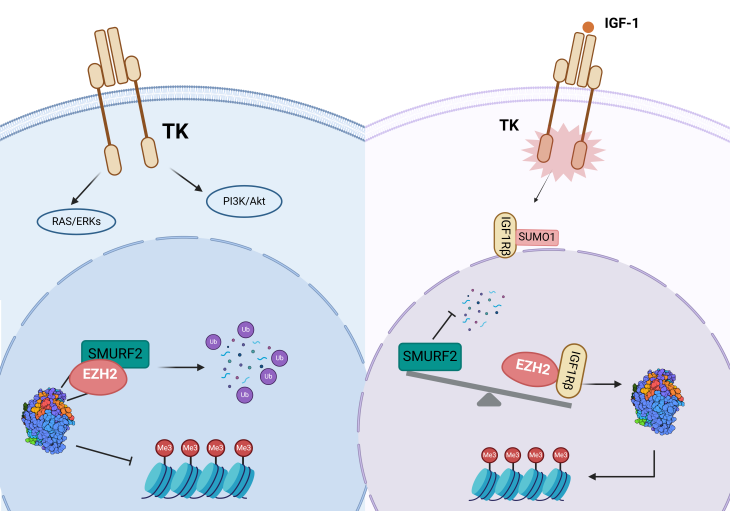 TK
RAS/ERKs
PI3K/Akt
SMURF2
EZH2
Ub
Ub
Ub
Ub
Ub
Me3
Me3
Me3
Me3
IGF-1
TK
IGF1Rβ
SUMO1
SMURF2
EZH2
IGF1Rβ
Me3
Me3
Me3
Me3